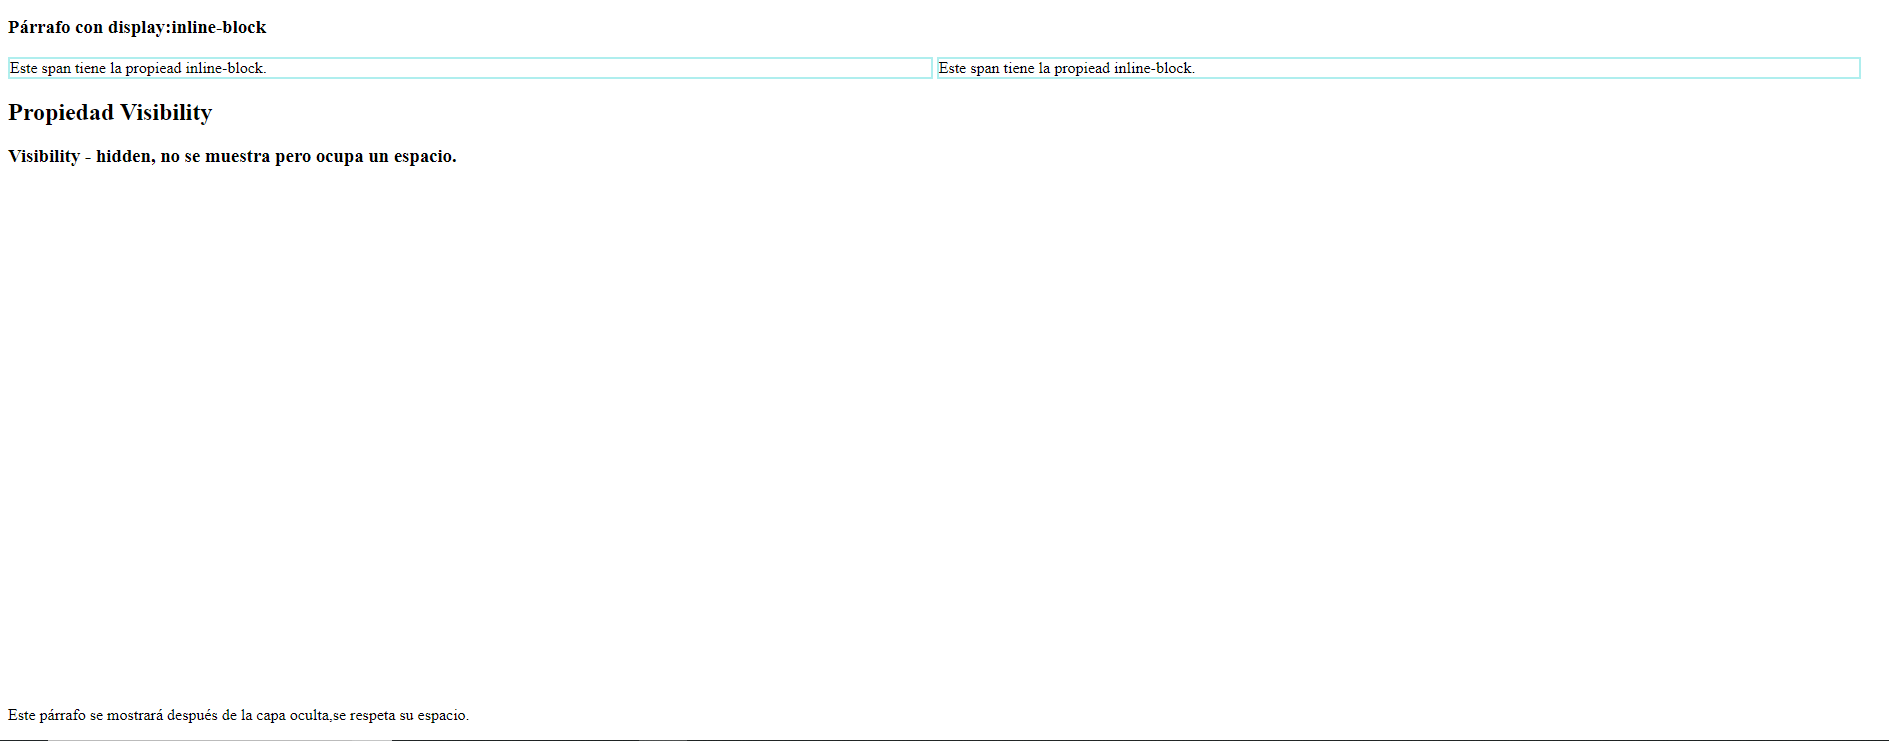 Párrafo con display:inline-block
Este span tiene la propiead inline-block. Este span tiene la propiead inline-block.
Propiedad Visibility
Visibility - hidden, no se muestra pero ocupa un espacio.
Este párrafo se mostrará después de la capa oculta,se respeta su espacio.